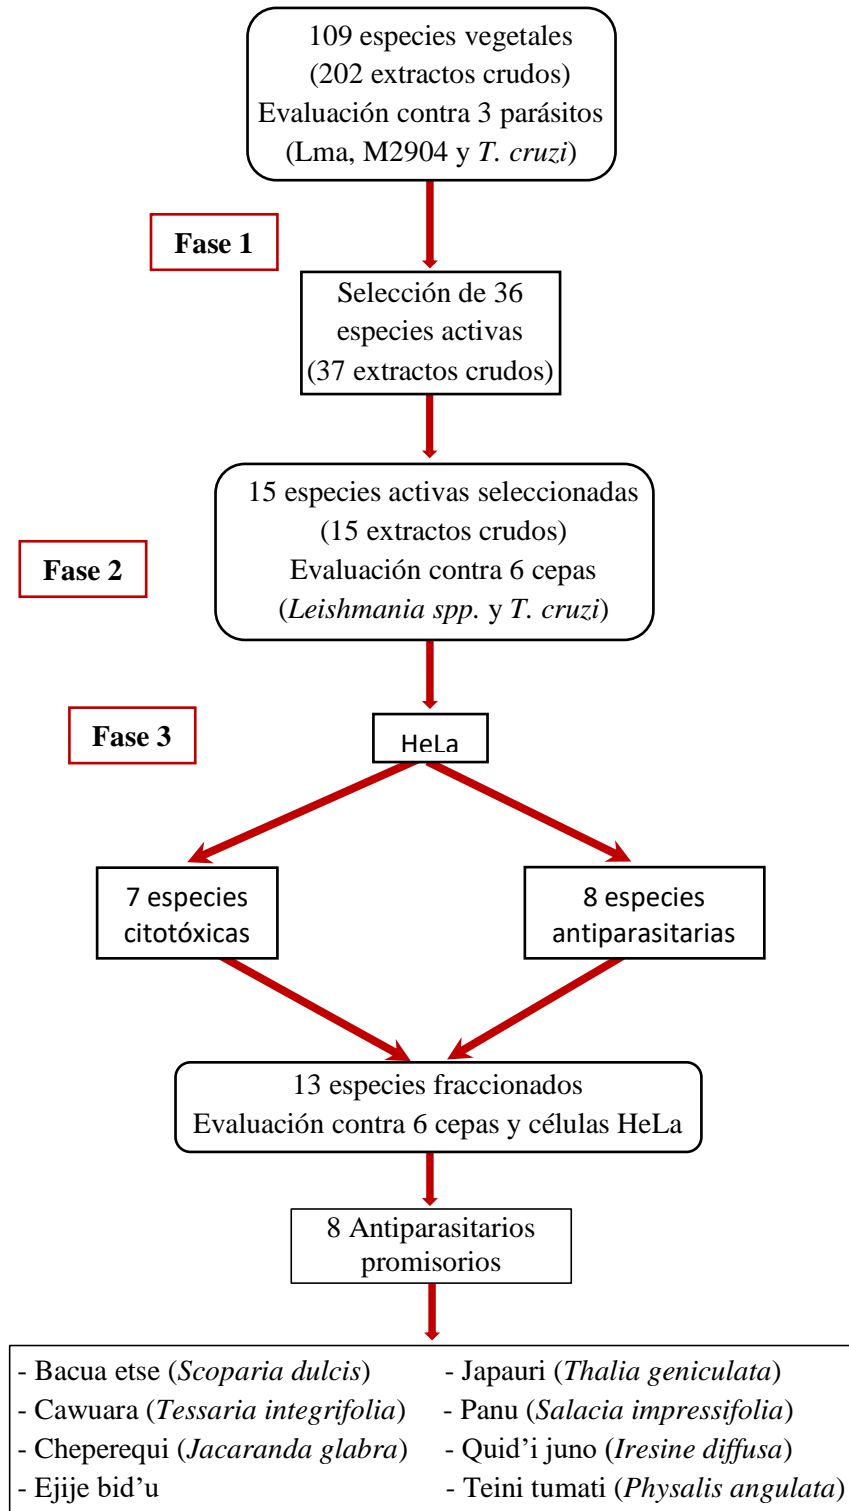 109 especies vegetales
(202 extractos crudos)
Evaluación contra 3 parásitos
(Lma, M2904 y T. cruzi)
Fase 1
Selección de 36
especies activas
(37 extractos crudos)
15 especies activas seleccionadas
(15 extractos crudos)
Evaluación contra 6 cepas
(Leishmania spp. y T. cruzi)
Fase 2
Fase 3
HeLa
7 especies
citotóxicas
8 especies
antiparasitarias
13 especies fraccionados
Evaluación contra 6 cepas y células HeLa
8 Antiparasitarios
promisorios
- Bacua etse (Scoparia dulcis)
- Cawuara (Tessaria integrifolia)
- Cheperequi (Jacaranda glabra)
- Ejije bid’u
- Japauri (Thalia geniculata)
- Panu (Salacia impressifolia)
- Quid’i juno (Iresine diffusa)
- Teini tumati (Physalis angulata)